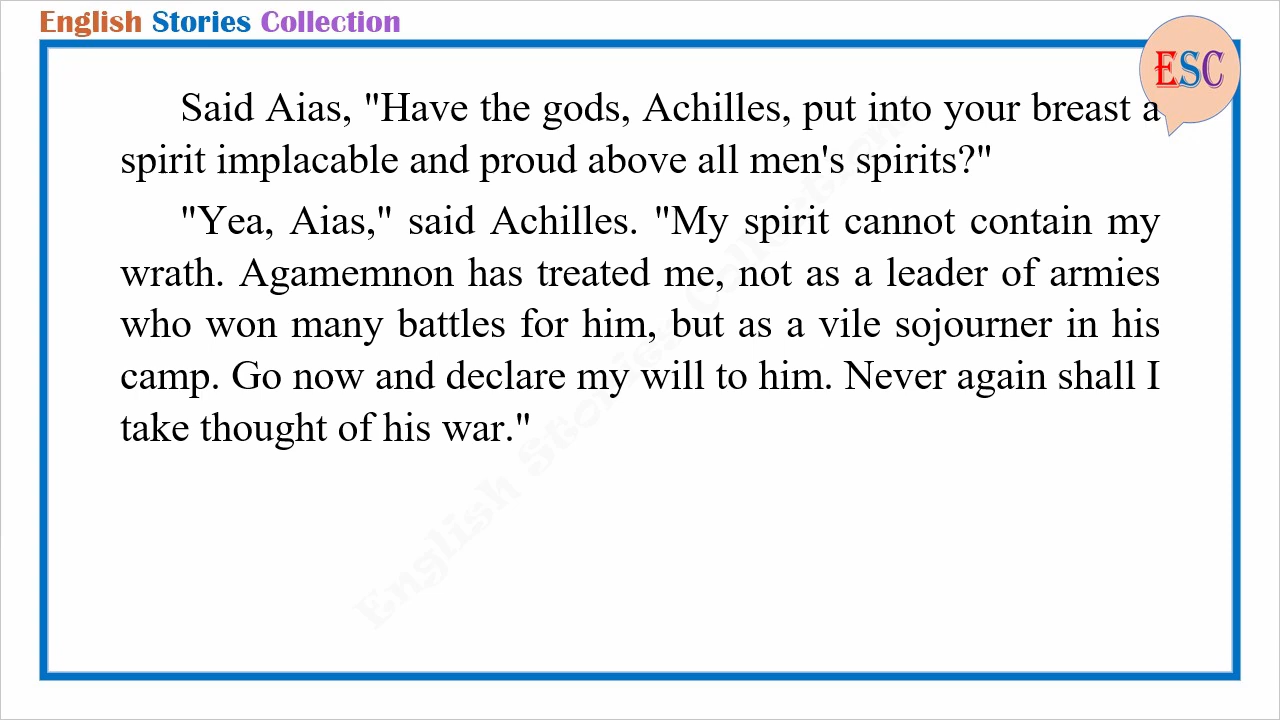 English Stories Collection
ESC
Said Aias, "Have the gods, Achilles, put into your breast a
spirit implacable and proud above all men's spirits?"
"Yea, Aias," said Achilles. "My spirit cannot contain my
wrath. Agamemnon has treated me, not as a leader of armies
who won many battles for him, but as a vile sojourner in his
camp. Go now and declare my will to him. Never again shall I
take thought of his war."
English Stories Collection